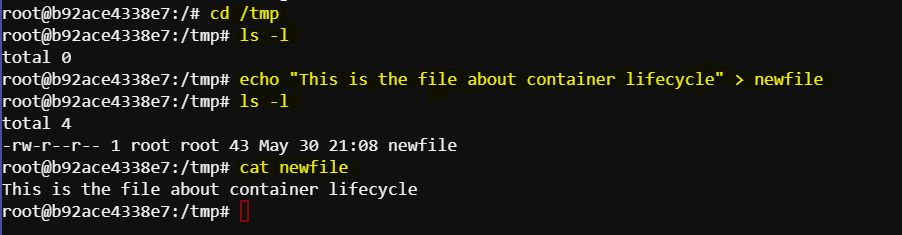 root@b92ace4338e7:/# cd /tmp
root@b92ace4338e7:/tmp# ls -l
total 0
root@b92ace4338e7:/tmp# echo "This is the file about container lifecycle" > newfile
root@b92ace4338e7:/tmp# ls -l
total 4
-rw-r--r-- 1 root root 43 May 30 21:08 newfile
root@b92ace4338e7:/tmp# cat newfile
This is the file about container lifecycle
root@b92ace4338e7:/tmp#